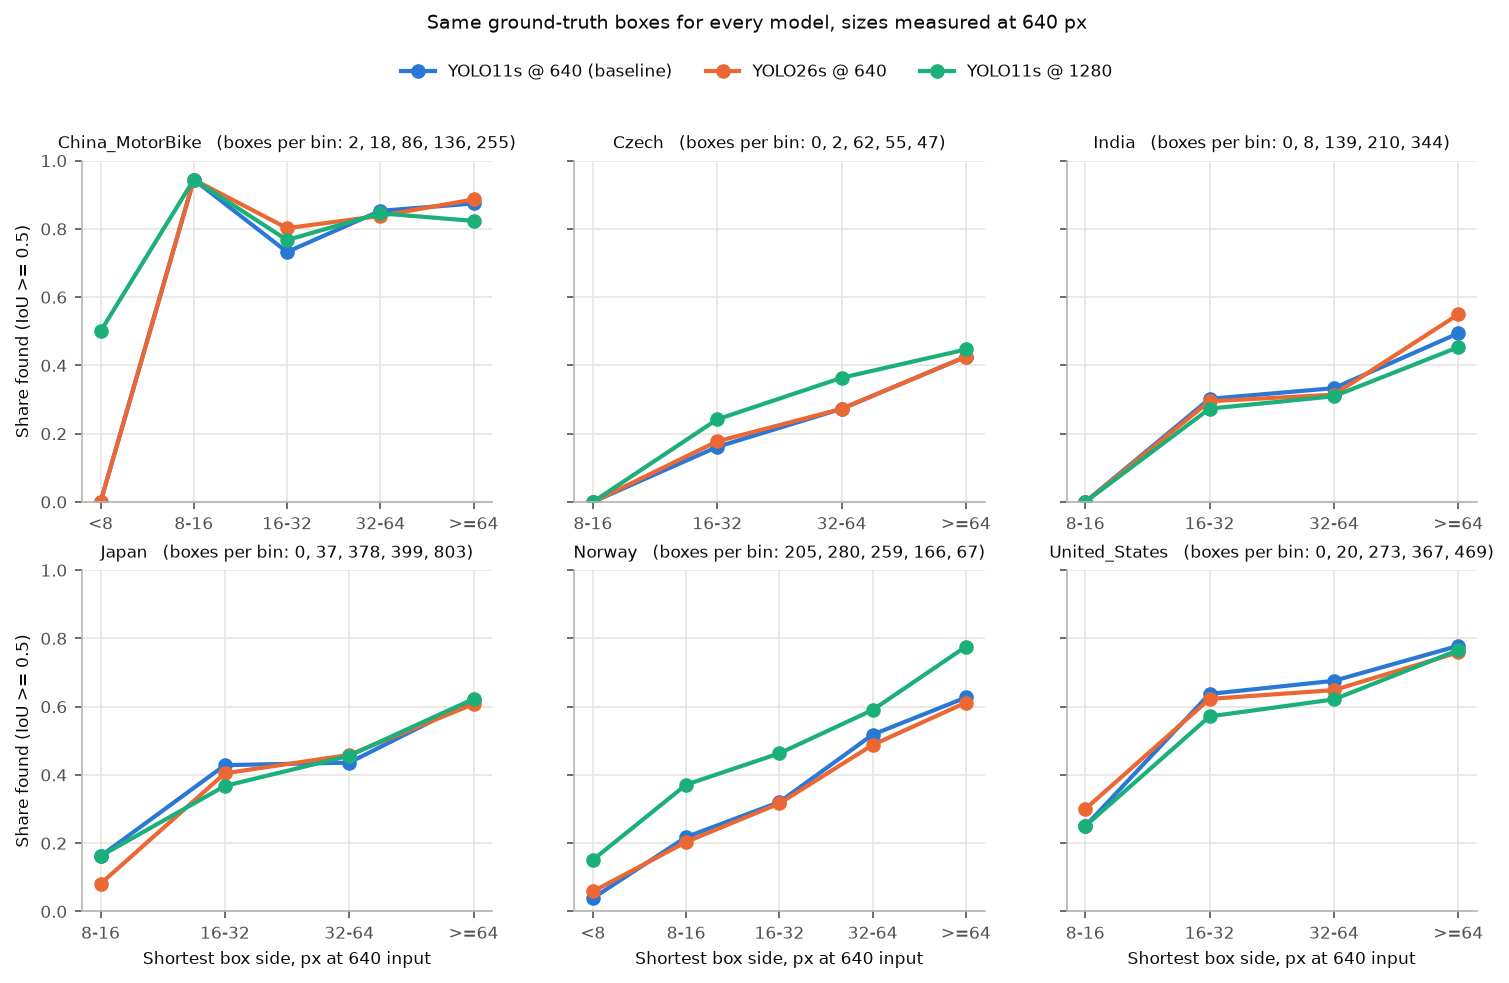 Same ground-truth boxes for every model, sizes measured at 640 px
YOLO11s @ 640 (baseline) YOLO26s @ 640 YOLO11s @ 1280
China_MotorBike (boxes per bin: 2, 18, 86, 136, 255)
Czech (boxes per bin: 0, 2, 62, 55, 47)
India (boxes per bin: 0, 8, 139, 210, 344)
Share found (IoU >= 0.5)
1.0
0.8
0.6
0.4
0.2
0.0
<8 8-16 16-32 32-64 >=64
8-16 16-32 32-64 >=64
8-16 16-32 32-64 >=64
Japan (boxes per bin: 0, 37, 378, 399, 803)
Norway (boxes per bin: 205, 280, 259, 166, 67)
United_States (boxes per bin: 0, 20, 273, 367, 469)
Share found (IoU >= 0.5)
1.0
0.8
0.6
0.4
0.2
0.0
8-16 16-32 32-64 >=64
<8 8-16 16-32 32-64 >=64
8-16 16-32 32-64 >=64
Shortest box side, px at 640 input
Shortest box side, px at 640 input
Shortest box side, px at 640 input